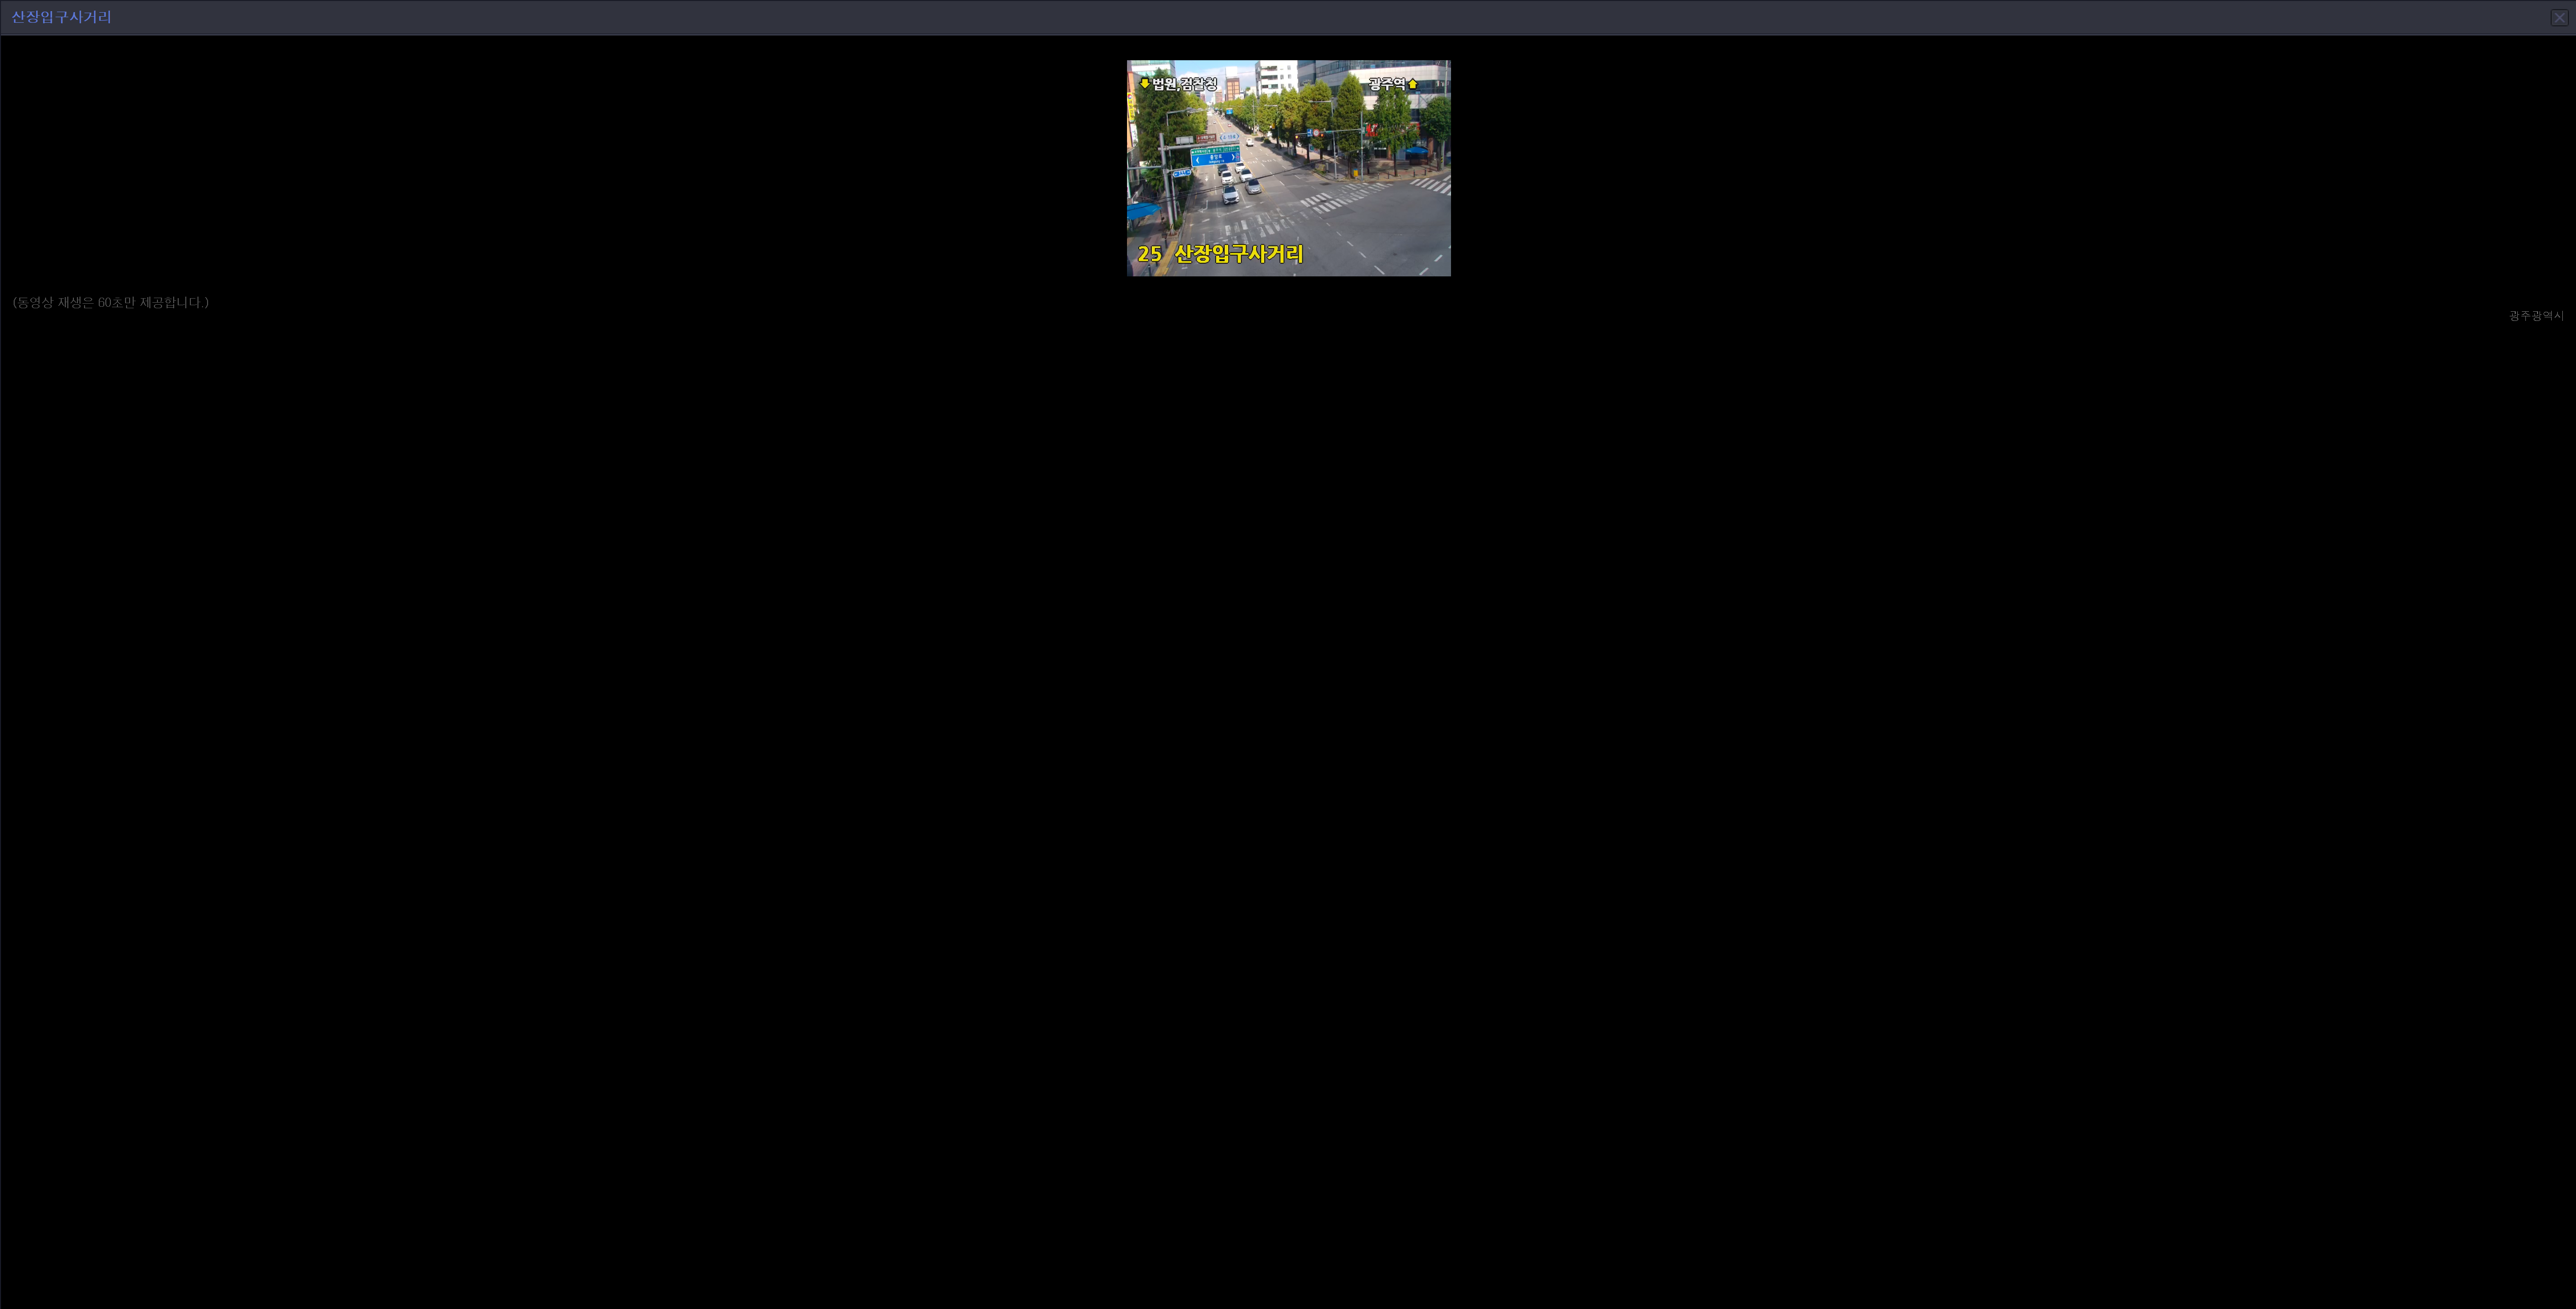 산장입구사거리
법원,검찰청
광주역
25 산장입구사거리
(동영상 재생은 60초만 제공합니다.)
광주광역시